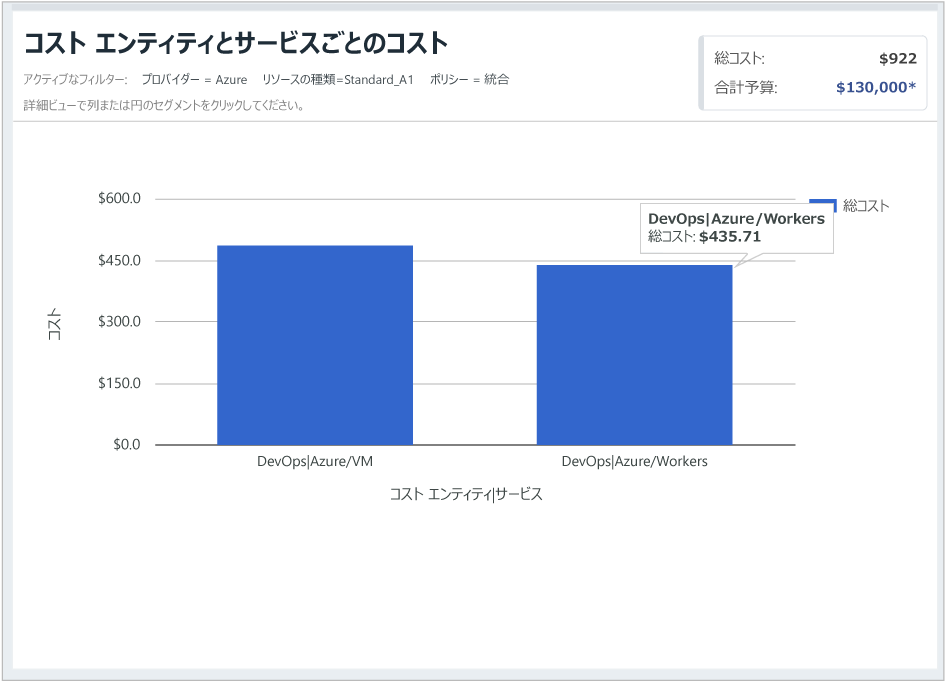 コスト エンティティとサービスごとのコスト
アクティブなフィルター: プロバイダー = Azure リソースの種類=Standard_A1 ポリシー = 統合
詳細ビューで列または円のセグメントをクリックしてください。
総コスト: $922
合計予算: $130,000*
$600.0
$450.0
$300.0
$150.0
$0.0
コスト
DevOps|Azure/Workers
総コスト: $435.71
総コスト
DevOps|Azure/VM
DevOps|Azure/Workers
コスト エンティティ|サービス